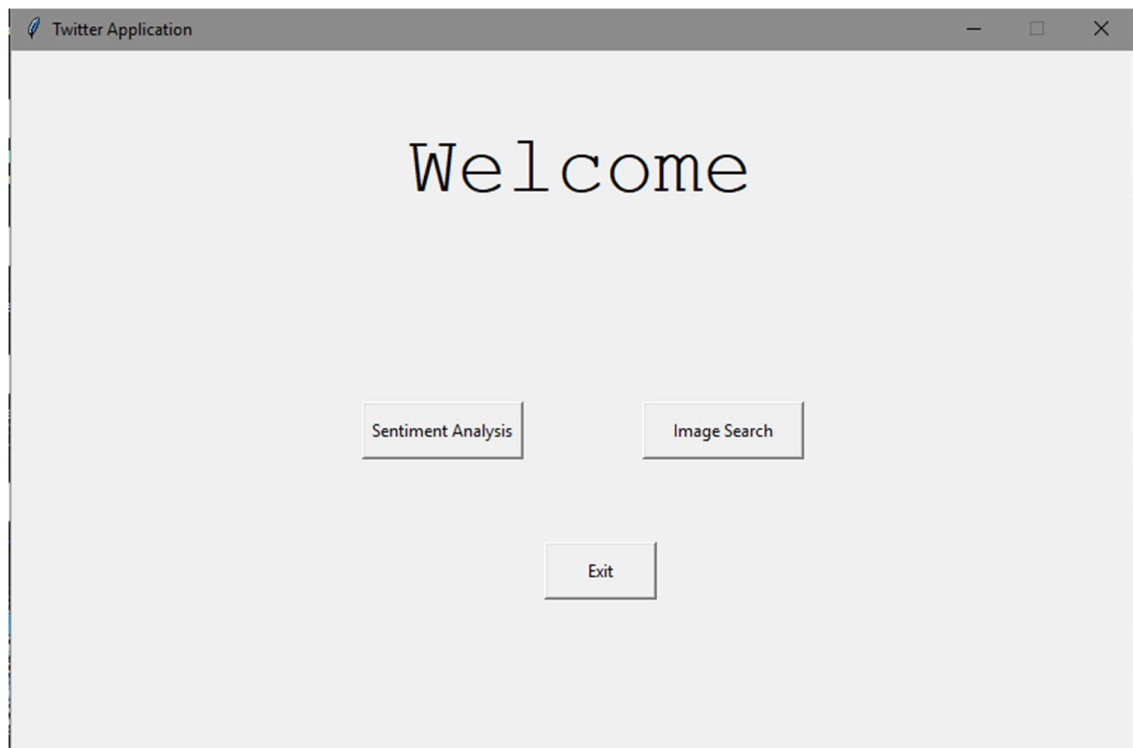 Twitter Application
Welcome
Sentiment Analysis
Image Search
Exit